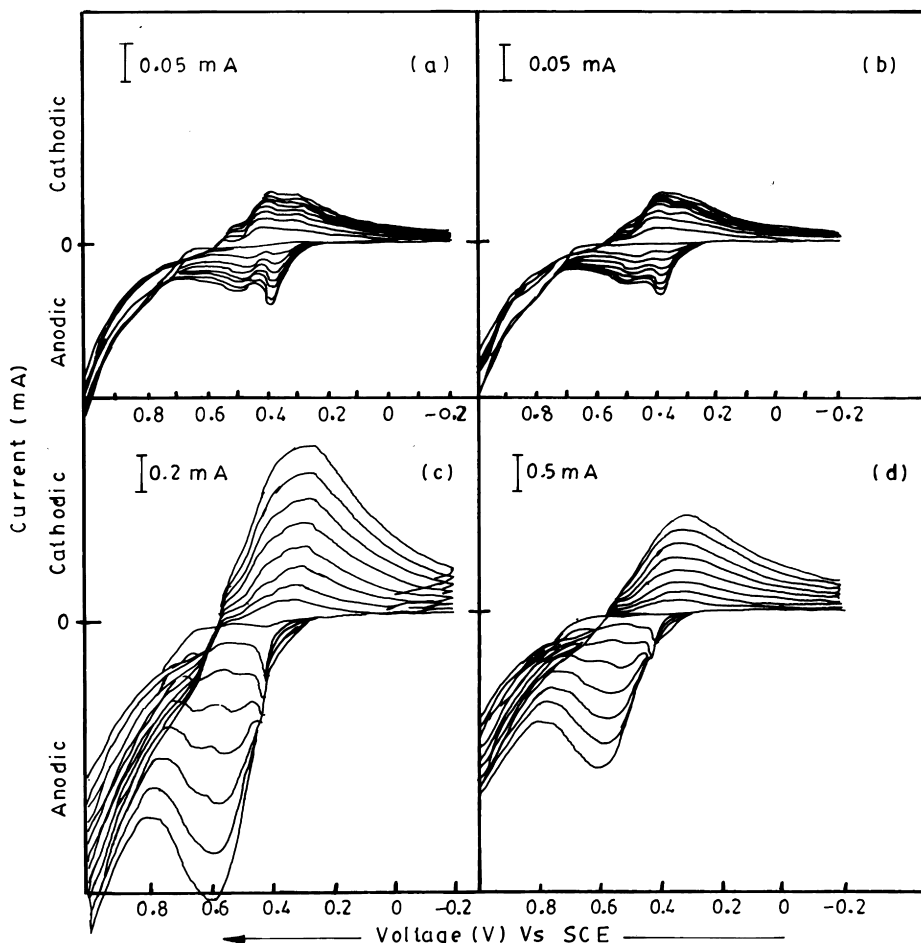 0.05 mA (a)
0.05 mA (b)
Cathodic
0
Anodic
0.8 0.6 0.4 0.2 0 -0.2
0.8 0.6 0.4 0.2 0 -0.2
Current (mA)
0.2 mA (c)
0.5 mA (d)
Cathodic
0
Anodic
0.8 0.6 0.4 0.2 0 -0.2
0.8 0.6 0.4 0.2 0 -0.2
Voltage (V) Vs SCE